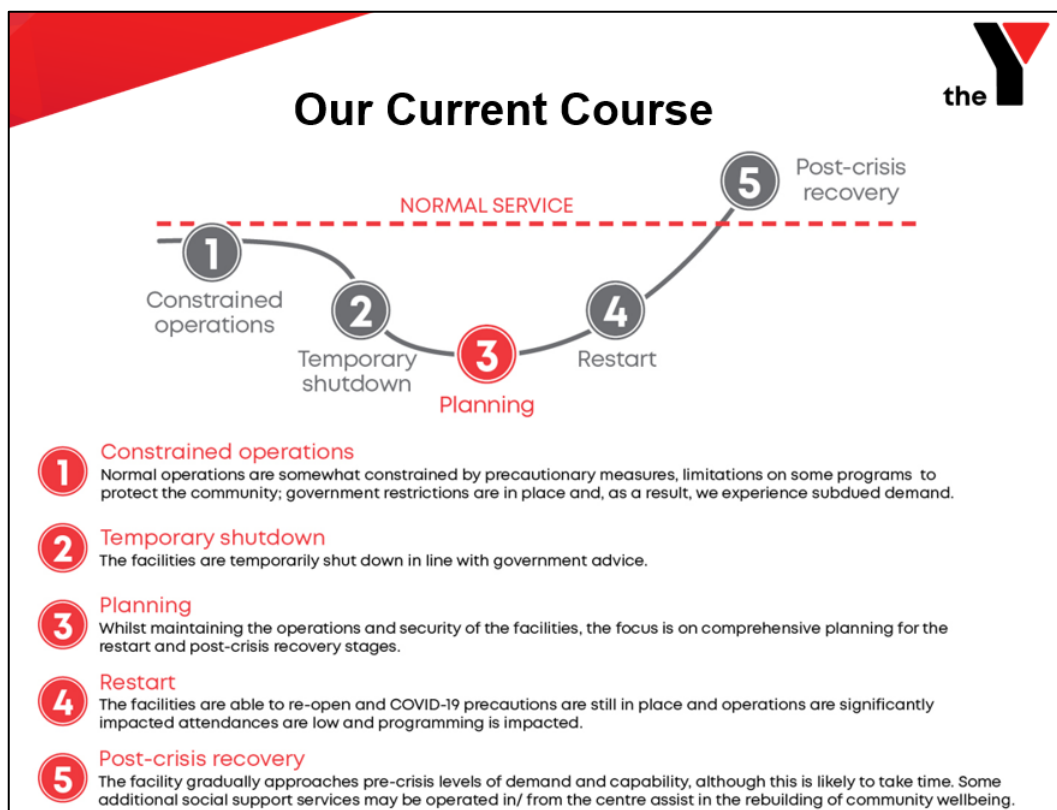 the Y
Our Current Course
NORMAL SERVICE
5
Post-crisis
recovery
1
Constrained
operations
2
Temporary
shutdown
3
Planning
4
Restart
1
Constrained operations
Normal operations are somewhat constrained by precautionary measures, limitations on some programs to
protect the community; government restrictions are in place and, as a result, we experience subdued demand.
2
Temporary shutdown
The facilities are temporarily shut down in line with government advice.
3
Planning
Whilst maintaining the operations and security of the facilities, the focus is on comprehensive planning for the
restart and post-crisis recovery stages.
4
Restart
The facilities are able to re-open and COVID-19 precautions are still in place and operations are significantly
impacted attendances are low and programming is impacted.
5
Post-crisis recovery
The facility gradually approaches pre-crisis levels of demand and capability, although this is likely to take time. Some
additional social support services may be operated in/ from the centre assist in the rebuilding of community wellbeing.